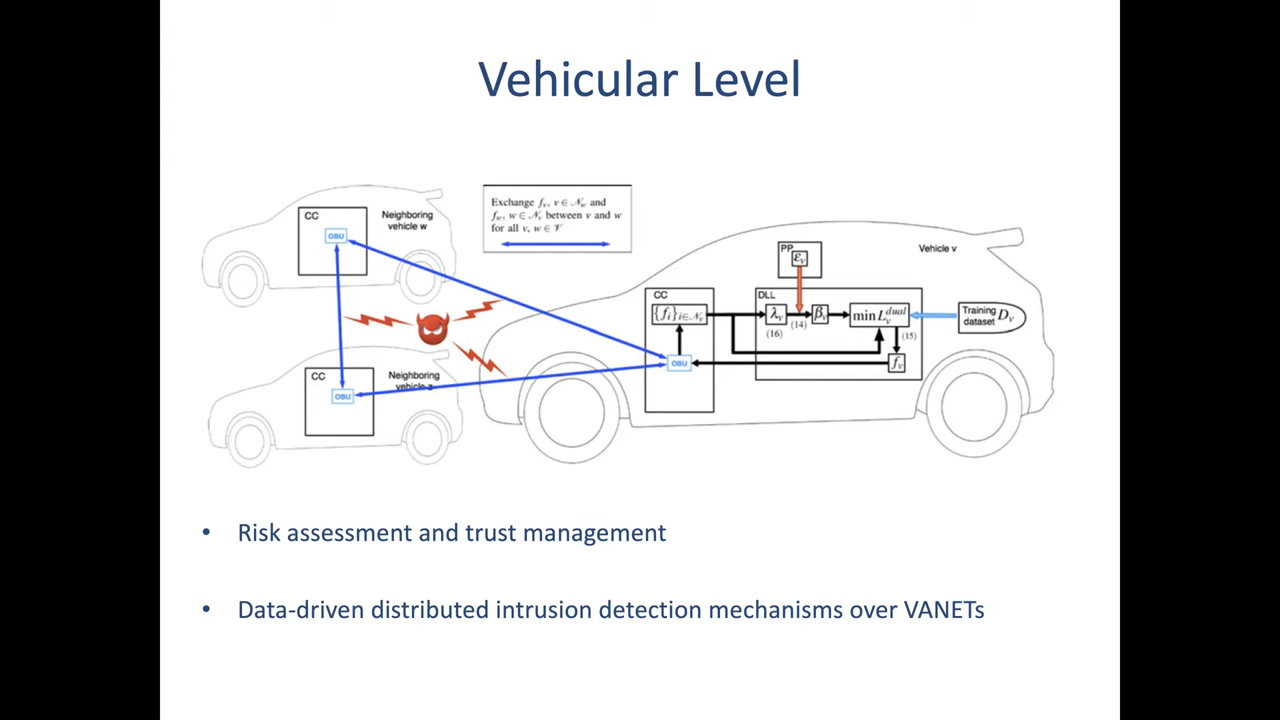 Vehicular Level
CC
OBU
Neighboring
vehicle w
Exchange f_v, v ∈ 𝒩_w and
f_w, w ∈ 𝒩_v between v and w
for all v, w ∈ 𝒱
CC
OBU
Neighboring
vehicle z
Vehicle v
PP
ε_v
CC
{f_i}_{i∈𝒩_v}
OBU
DLL
λ_v
(16)
(14)
β_v
min L_v^{dual}
(15)
f_v
Training
dataset D_v
• Risk assessment and trust management
• Data-driven distributed intrusion detection mechanisms over VANETs